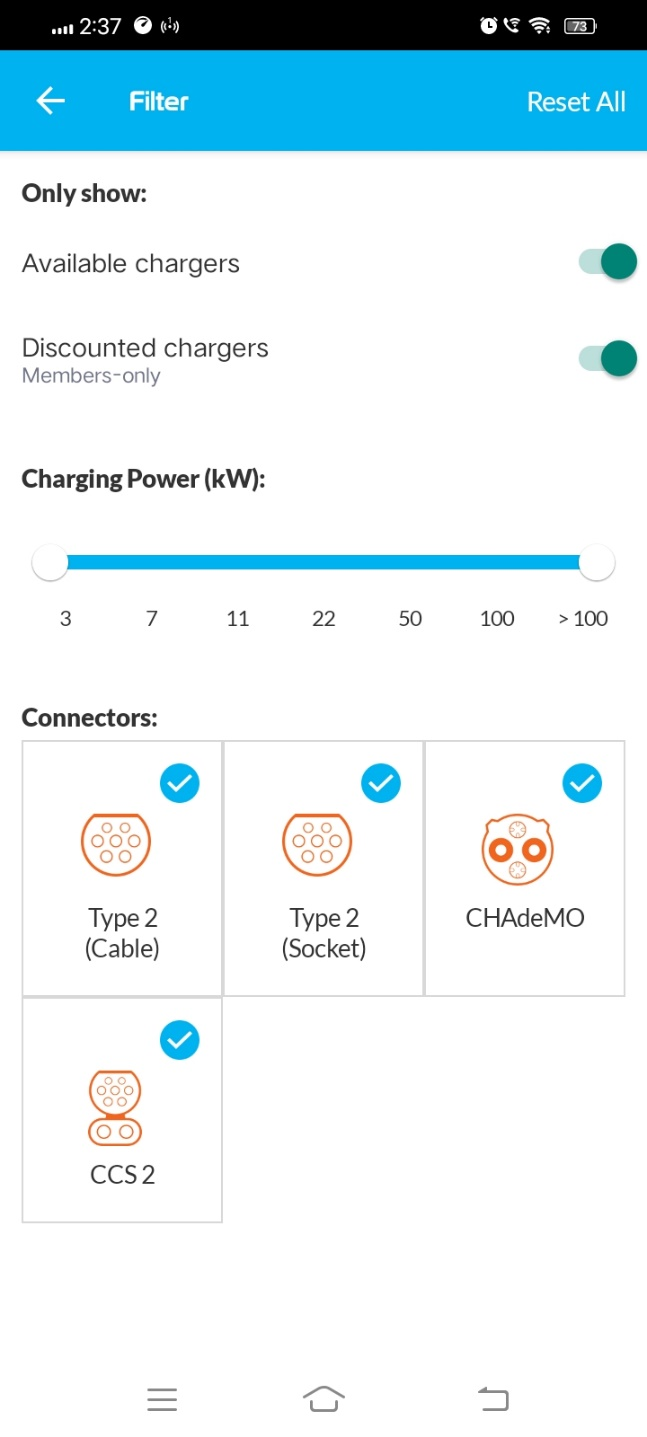 2:37
73
Filter
Reset All
Only show:
Available chargers
Discounted chargers
Members-only
Charging Power (kW):
3 7 11 22 50 100 > 100
Connectors:
Type 2
(Cable)
Type 2
(Socket)
CHAdeMO
CCS 2